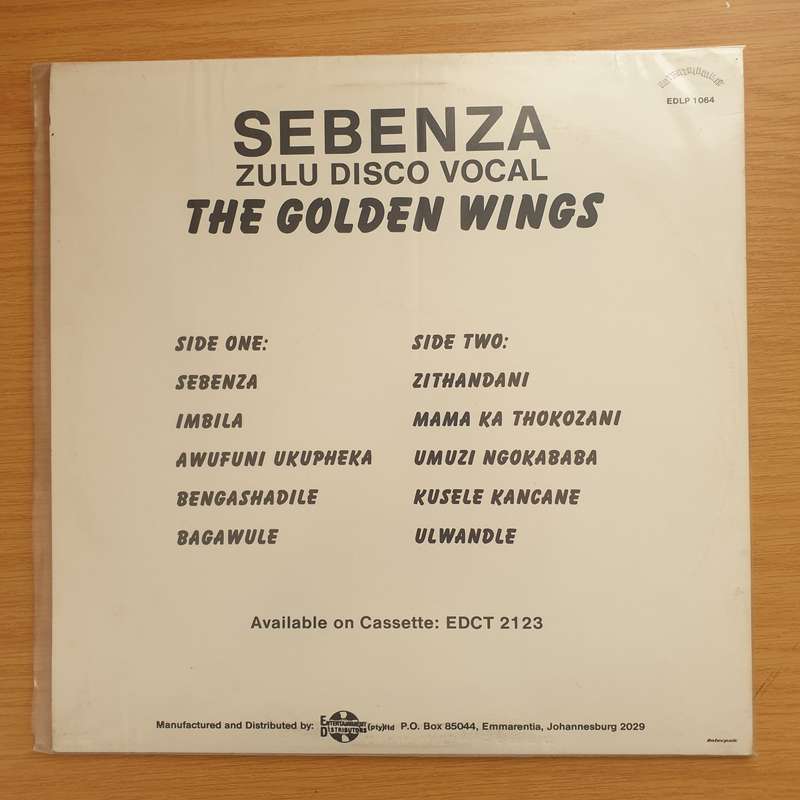 EDLP 1064
SEBENZA
ZULU DISCO VOCAL
THE GOLDEN WINGS
SIDE ONE:
SEBENZA
IMBILA
AWUFUNI UKUPHEKA
BENGASHADILE
BAGAWULE
SIDE TWO:
ZITHANDANI
MAMA KA THOKOZANI
UMUZI NGOKABABA
KUSELE KANCANE
ULWANDLE
Available on Cassette: EDCT 2123
Manufactured and Distributed by: ENTERTAINMENT DISTRIBUTORS (pty)ltd P.O. Box 85044, Emmarentia, Johannesburg 2029